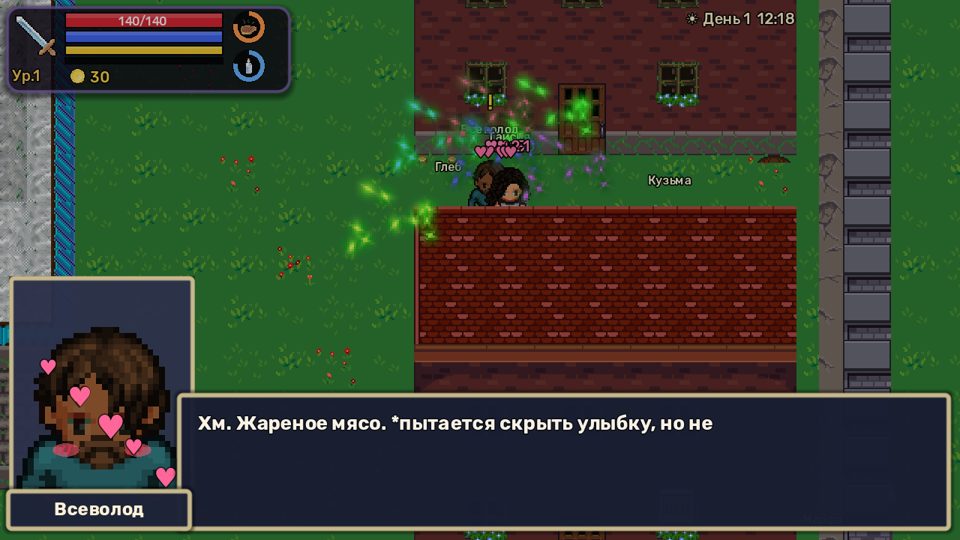 140/140
Ур.1
30
День 1 12:18
Всеволод
Глеб
Кузьма
Хм. Жареное мясо. *пытается скрыть улыбку, но не
Всеволод